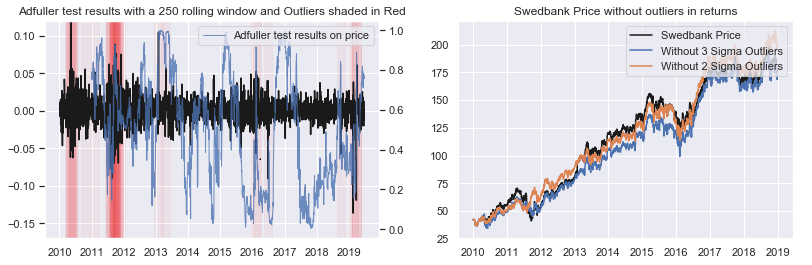 Adfuller test results with a 250 rolling window and Outliers shaded in Red
Adfuller test results on price
0.10
0.05
0.00
−0.05
−0.10
−0.15
1.0
0.8
0.6
0.4
0.2
0.0
2010 2011 2012 2013 2014 2015 2016 2017 2018 2019
Swedbank Price without outliers in returns
Swedbank Price
Without 3 Sigma Outliers
Without 2 Sigma Outliers
200
175
150
125
100
75
50
25
2010 2011 2012 2013 2014 2015 2016 2017 2018 2019